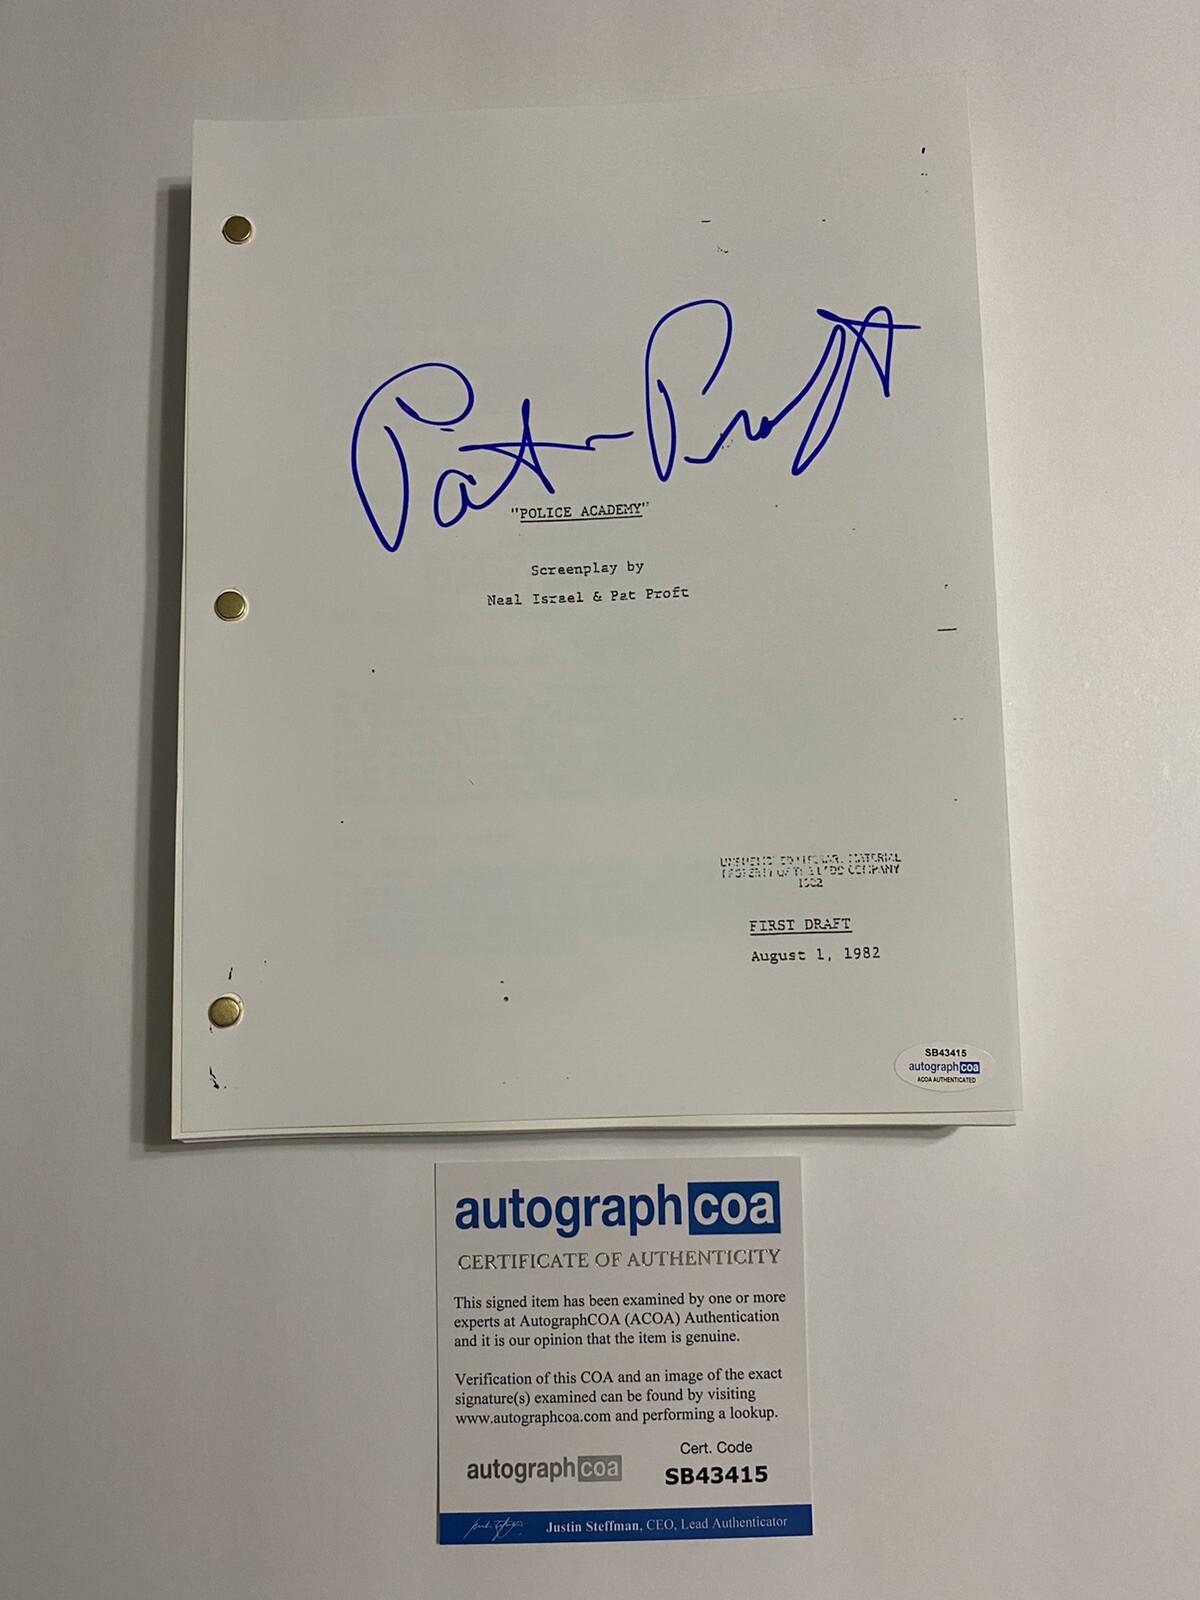 Pat Proft
"POLICE ACADEMY"
Screenplay by
Neal Israel & Pat Proft
MATERIAL
COMPANY
FIRST DRAFT
August 1, 1982
SB43415
autographcoa
ACOA AUTHENTICATED
autographcoa
CERTIFICATE OF AUTHENTICITY
This signed item has been examined by one or more
experts at AutographCOA (ACOA) Authentication
and it is our opinion that the item is genuine.
Verification of this COA and an image of the exact
signature(s) examined can be found by visiting
www.autographcoa.com and performing a lookup.
Cert. Code
autographcoa
SB43415
Justin Steffman, CEO, Lead Authenticator